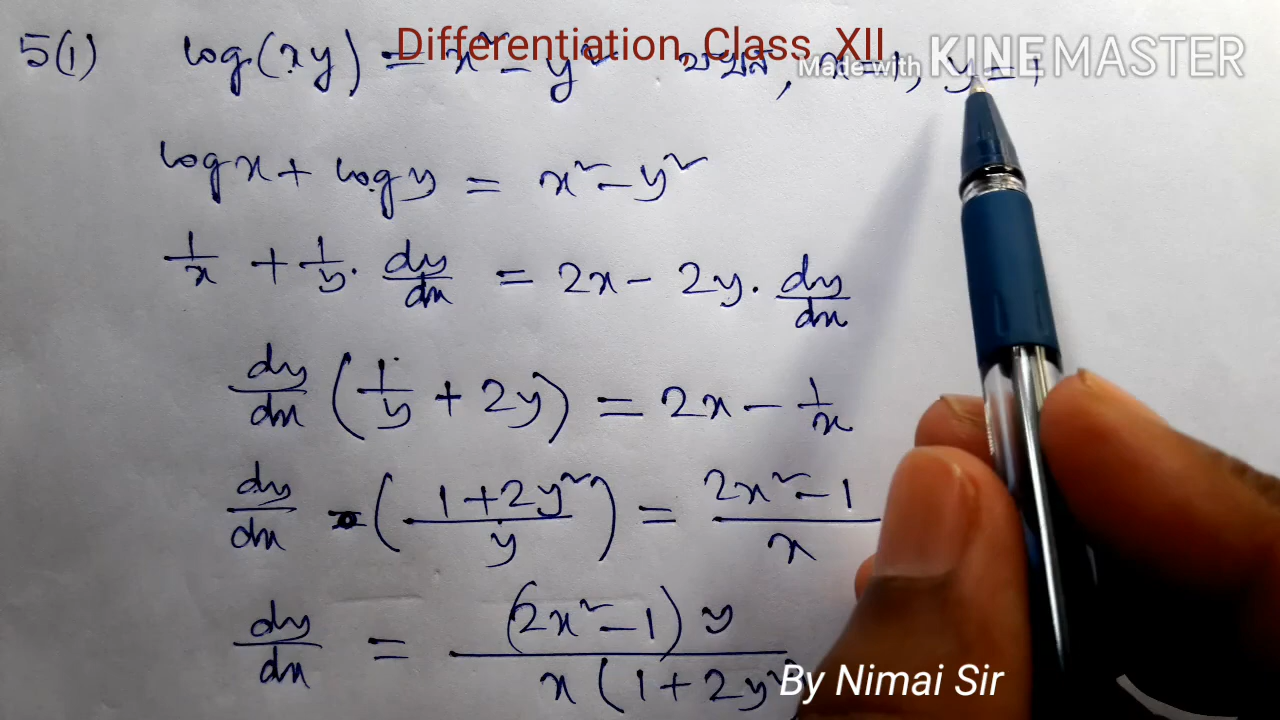 Differentiation, Class XII
Made with KINEMASTER
5(1) log(xy) = x² - y² যখন, x=1, y=1
log x + log y = x² - y²
1/x + 1/y · dy/dx = 2x - 2y · dy/dx
dy/dx (1/y + 2y) = 2x - 1/x
dy/dx (1+2y²/y) = 2x²-1/x
dy/dx = (2x²-1) y/x(1+2y²
By Nimai Sir